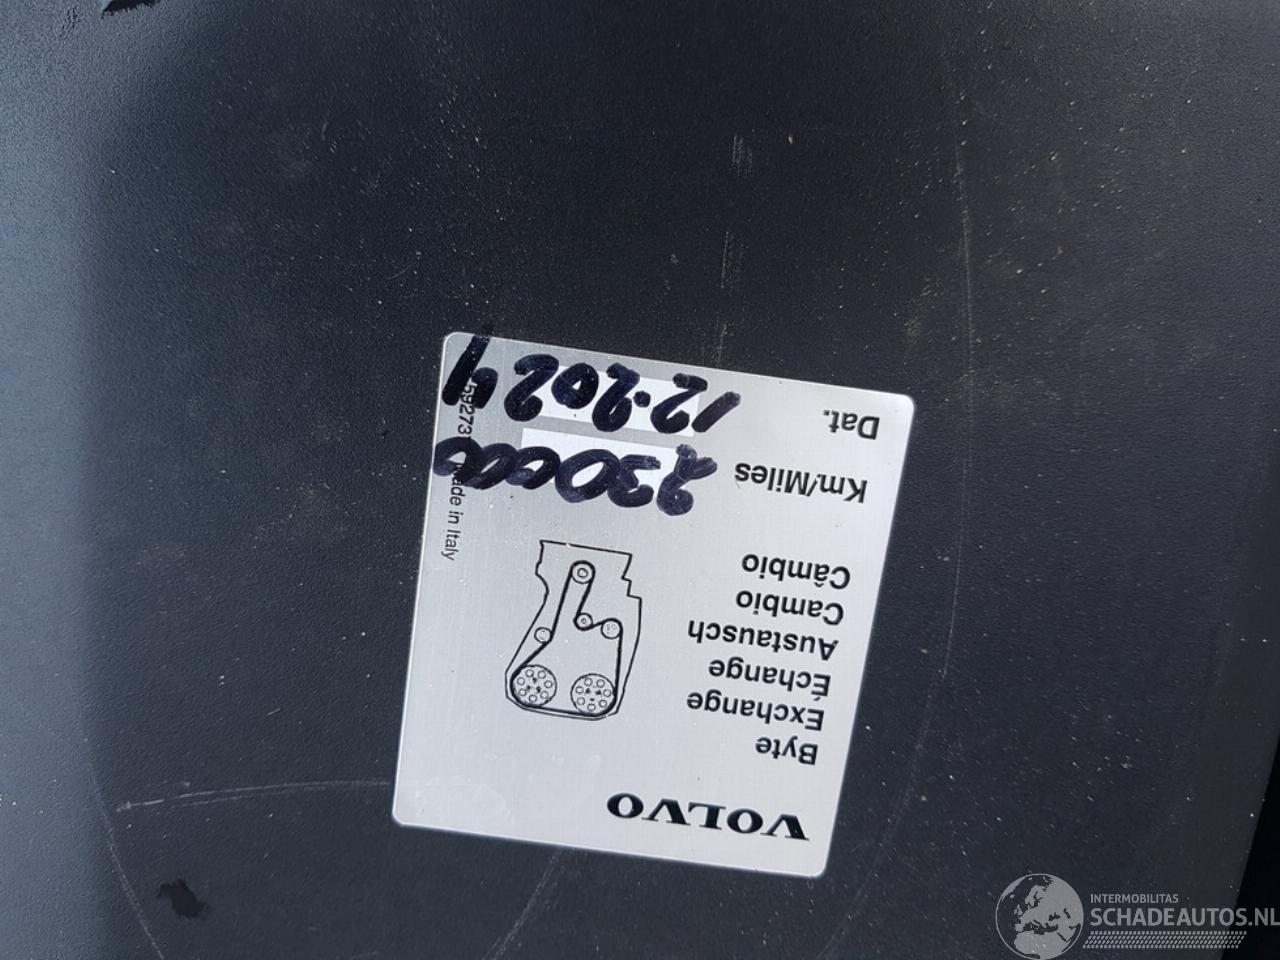 VOLVO
Byte
Exchange
Échange
Austausch
Cambio
Câmbio
Km/Miles 230000
Dat. 12.2024
Made in Italy
INTERMOBILITAS
SCHADEAUTOS.NL